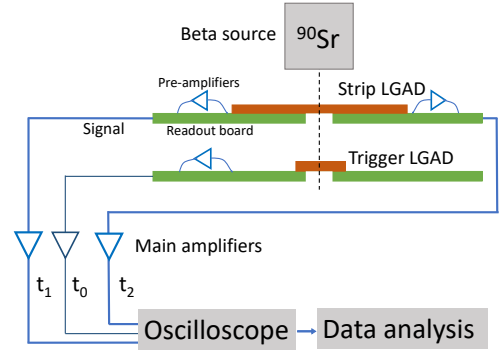 Beta source
⁹⁰Sr
Pre-amplifiers
Strip LGAD
Signal
Readout board
Trigger LGAD
Main amplifiers
t₁
t₀
t₂
Oscilloscope
Data analysis